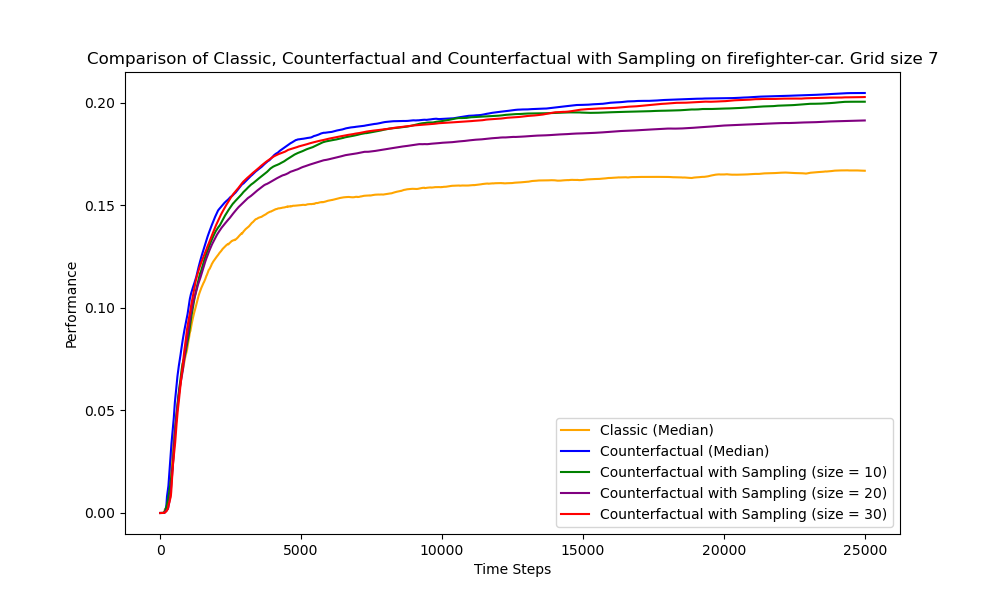 Comparison of Classic, Counterfactual and Counterfactual with Sampling on firefighter-car. Grid size 7
0.20
0.15
0.10
0.05
0.00
Performance
0 5000 10000 15000 20000 25000
Time Steps
Classic (Median)
Counterfactual (Median)
Counterfactual with Sampling (size = 10)
Counterfactual with Sampling (size = 20)
Counterfactual with Sampling (size = 30)